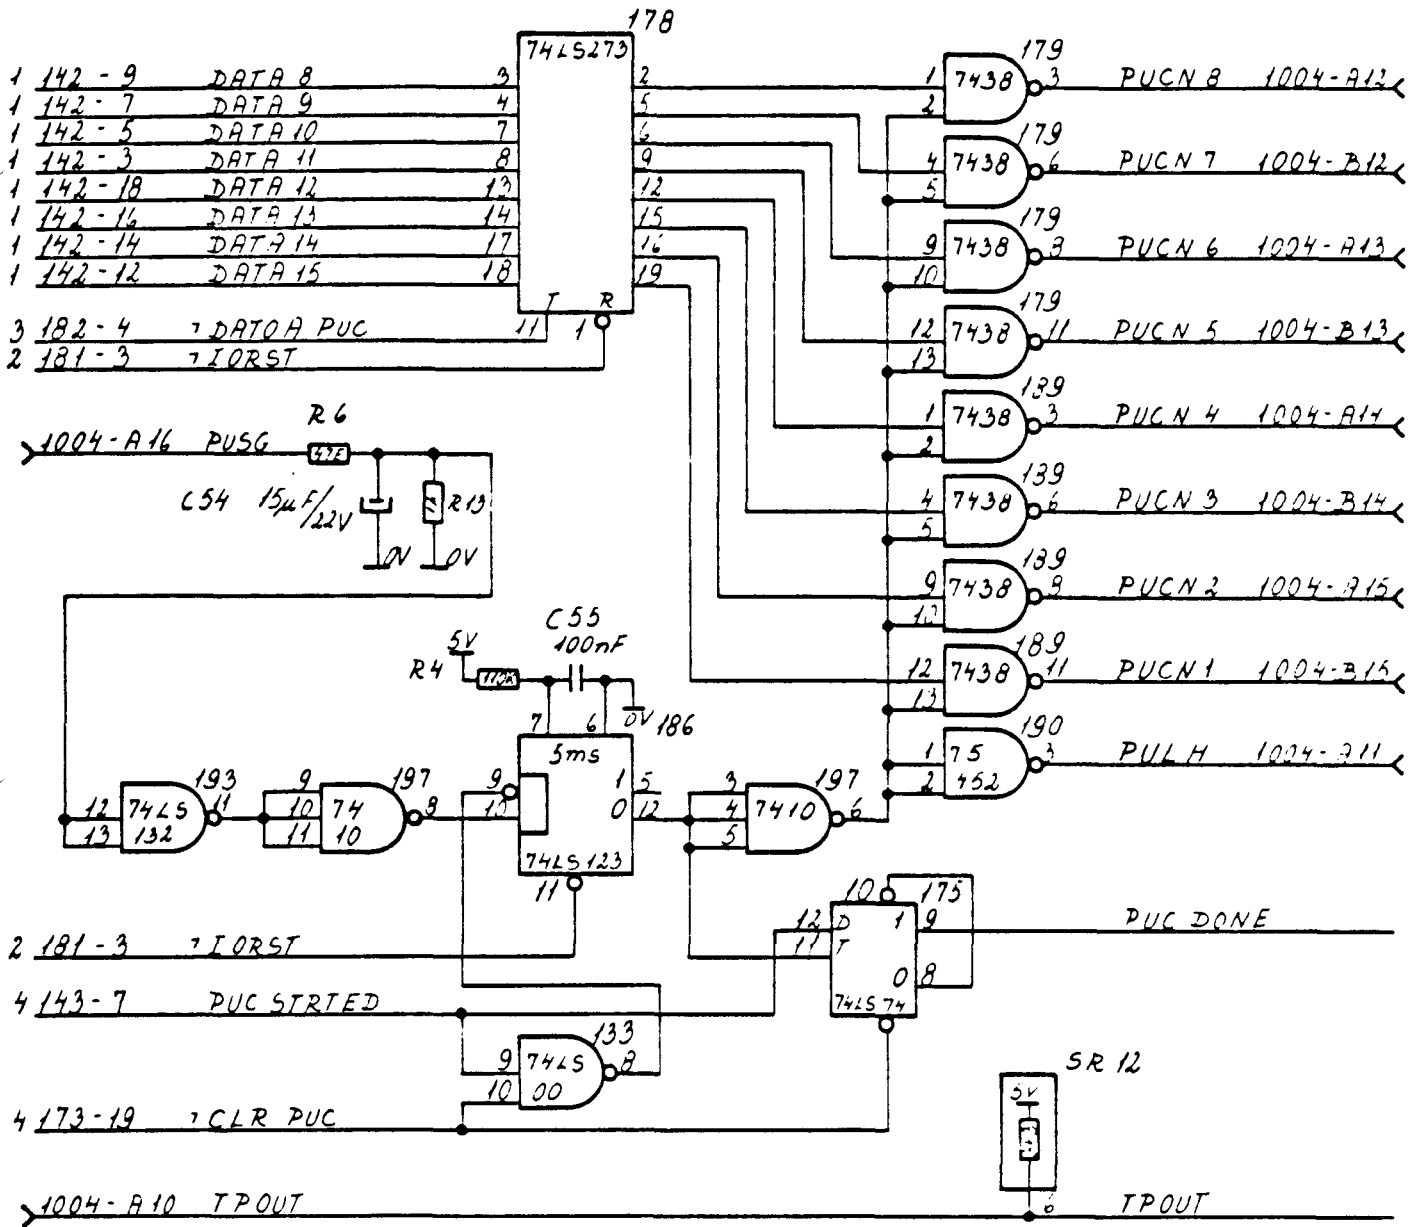 178
74LS273
1 142-9 DATA 8 3
1 142-7 DATA 9 4
1 142-5 DATA 10 7
1 142-3 DATA 11 8
1 142-18 DATA 12 13
1 142-16 DATA 13 14
1 142-14 DATA 14 17
1 142-12 DATA 15 18
2
5
6
9
12
15
16
19
T R
3 182-4 ¬DATOA PUC 11 1
2 181-3 ¬IORST
179
1 2 7438 3 PUCN 8 1004-A12
179
4 5 7438 6 PUCN 7 1004-B12
179
9 10 7438 8 PUCN 6 1004-A13
179
12 13 7438 11 PUCN 5 1004-B13
189
1 2 7438 3 PUCN 4 1004-A14
189
4 5 7438 6 PUCN 3 1004-B14
189
9 10 7438 8 PUCN 2 1004-A15
189
12 13 7438 11 PUCN 1 1004-B15
190
1 2 75 452 3 PULH 1004-A11
R6
1004-A16 PUSG
C54 15µF/22V R13
0V 0V
C55
100nF
5V
R4
0V
186
7 6
5ms
9 10
1 5
0 12
74LS123
11
193
12 13 74LS 132 11
197
9 10 11 74 10 8
197
3 4 5 7410 6
10 175
12 D 1 9 PUC DONE
11 T
0 8
74LS74
2 181-3 ¬IORST
4 143-7 PUC STRTED
133
9 10 74LS 00 8
4 173-19 ¬CLR PUC
SR 12
5V
6
1004-A10 TPOUT TPOUT